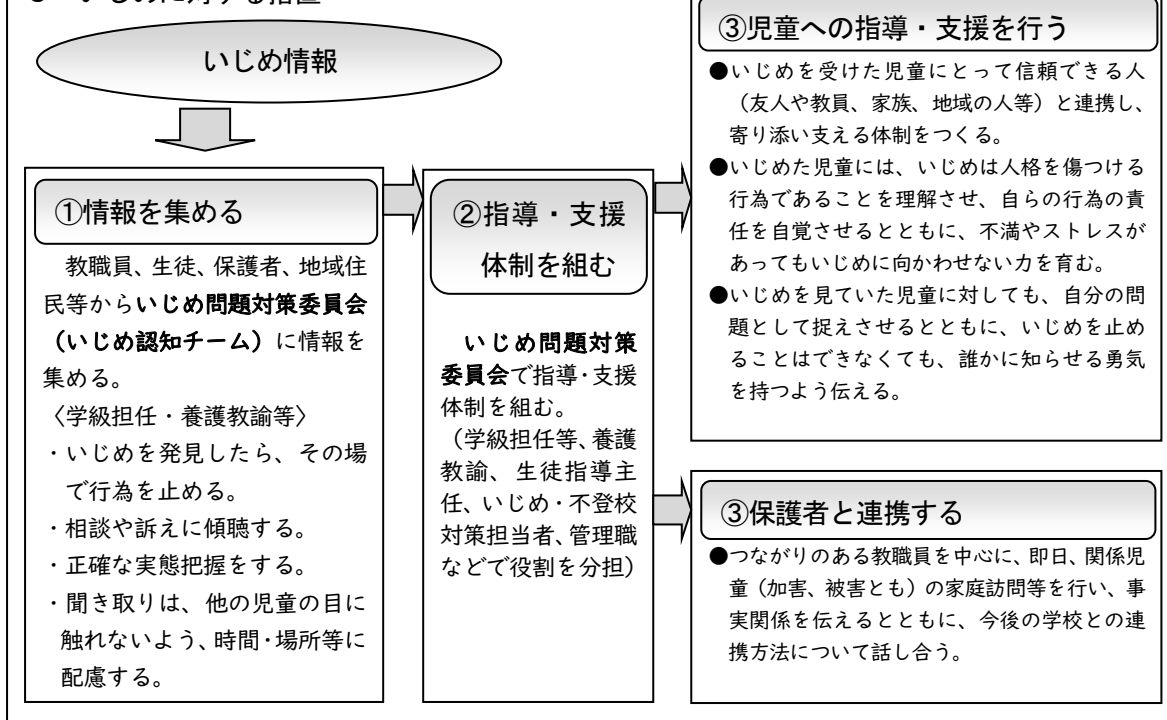 いじめ情報
①情報を集める
教職員、生徒、保護者、地域住
民等からいじめ問題対策委員会
（いじめ認知チーム）に情報を
集める。
〈学級担任・養護教諭等〉
・いじめを発見したら、その場
で行為を止める。
・相談や訴えに傾聴する。
・正確な実態把握をする。
・聞き取りは、他の児童の目に
触れないよう、時間・場所等に
配慮する。
②指導・支援
体制を組む
いじめ問題対策
委員会で指導・支援
体制を組む。
（学級担任等、養護
教諭、生徒指導主
任、いじめ・不登校
対策担当者、管理職
などで役割を分担）
③児童への指導・支援を行う
●いじめを受けた児童にとって信頼できる人
（友人や教員、家族、地域の人等）と連携し、
寄り添い支える体制をつくる。
●いじめた児童には、いじめは人格を傷つける
行為であることを理解させ、自らの行為の責
任を自覚させるとともに、不満やストレスが
あってもいじめに向かわせない力を育む。
●いじめを見ていた児童に対しても、自分の問
題として捉えさせるとともに、いじめを止め
ることはできなくても、誰かに知らせる勇気
を持つよう伝える。
③保護者と連携する
●つながりのある教職員を中心に、即日、関係児
童（加害、被害とも）の家庭訪問等を行い、事
実関係を伝えるとともに、今後の学校との連
携方法について話し合う。